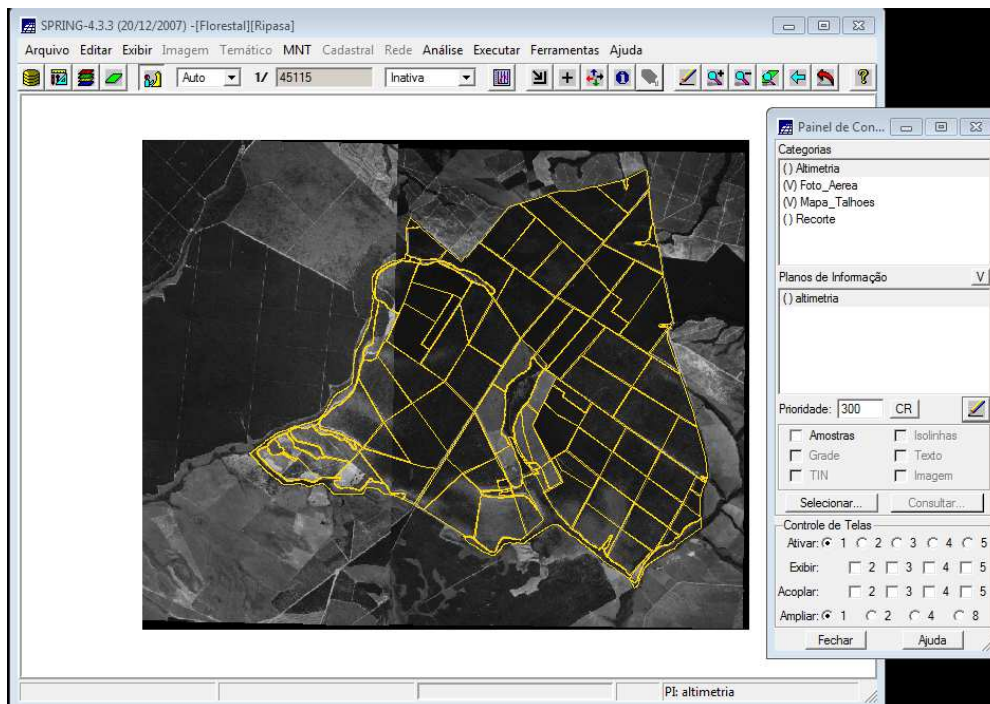 SPRING-4.3.3 (20/12/2007) -[Florestal][Ripasa]
Arquivo Editar Exibir Imagem Temático MNT Cadastral Rede Análise Executar Ferramentas Ajuda
Auto 1/ 45115 Inativa
Painel de Con...
Categorias
( ) Altimetria
(V) Foto_Aerea
(V) Mapa_Talhoes
( ) Recorte
Planos de Informação V
( ) altimetria
Prioridade: 300 CR
Amostras Isolinhas
Grade Texto
TIN Imagem
Selecionar... Consultar...
Controle de Telas
Ativar: 1 2 3 4 5
Exibir: 2 3 4 5
Acoplar: 2 3 4 5
Ampliar: 1 2 4 8
Fechar Ajuda
PI: altimetria